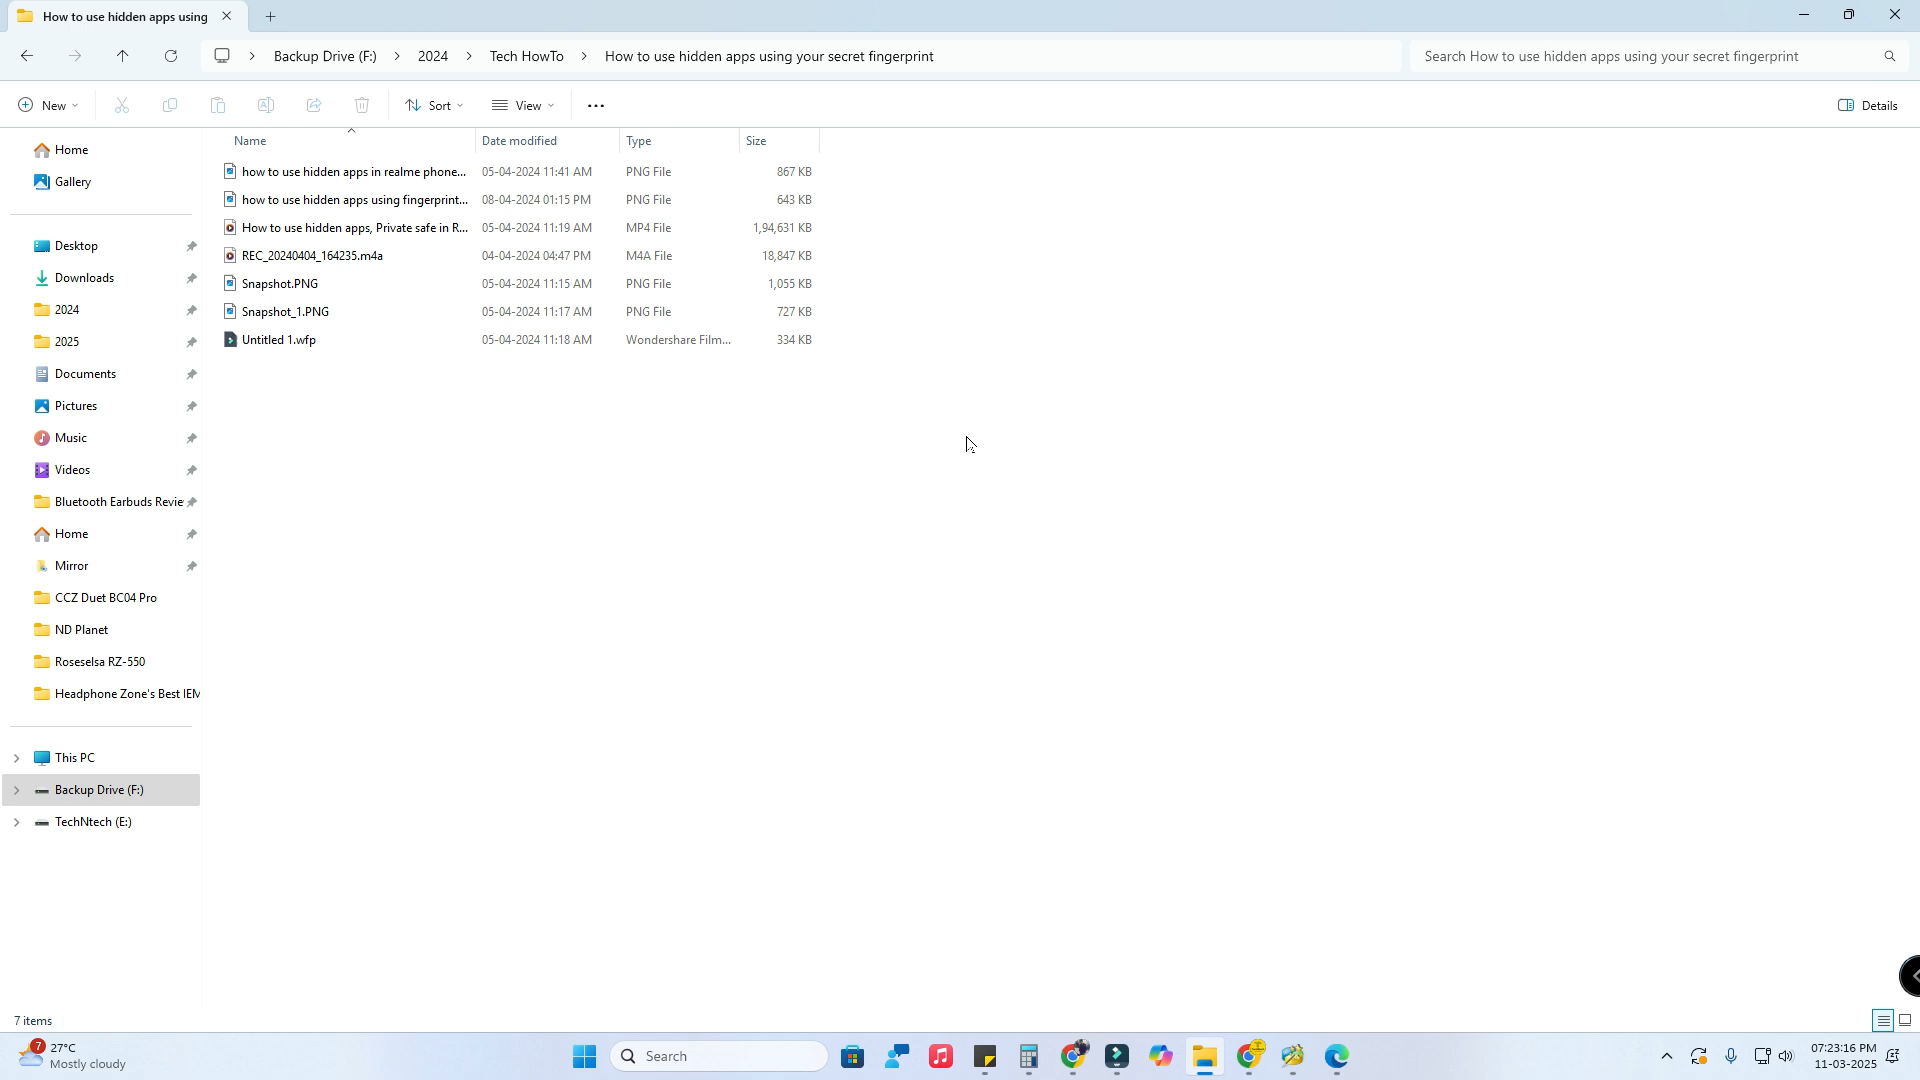 How to use hidden apps using
Backup Drive (F:) > 2024 > Tech HowTo > How to use hidden apps using your secret fingerprint
Search How to use hidden apps using your secret fingerprint
New
Sort
View
Details
Name Date modified Type Size
how to use hidden apps in realme phone... 05-04-2024 11:41 AM PNG File 867 KB
how to use hidden apps using fingerprint... 08-04-2024 01:15 PM PNG File 643 KB
How to use hidden apps, Private safe in R... 05-04-2024 11:19 AM MP4 File 1,94,631 KB
REC_20240404_164235.m4a 04-04-2024 04:47 PM M4A File 18,847 KB
Snapshot.PNG 05-04-2024 11:15 AM PNG File 1,055 KB
Snapshot_1.PNG 05-04-2024 11:17 AM PNG File 727 KB
Untitled 1.wfp 05-04-2024 11:18 AM Wondershare Film... 334 KB
Home
Gallery
Desktop
Downloads
2024
2025
Documents
Pictures
Music
Videos
Bluetooth Earbuds Revie
Home
Mirror
CCZ Duet BC04 Pro
ND Planet
Roseselsa RZ-550
Headphone Zone's Best IEM
This PC
Backup Drive (F:)
TechNtech (E:)
7 items
7
27°C
Mostly cloudy
Search
07:23:16 PM
11-03-2025